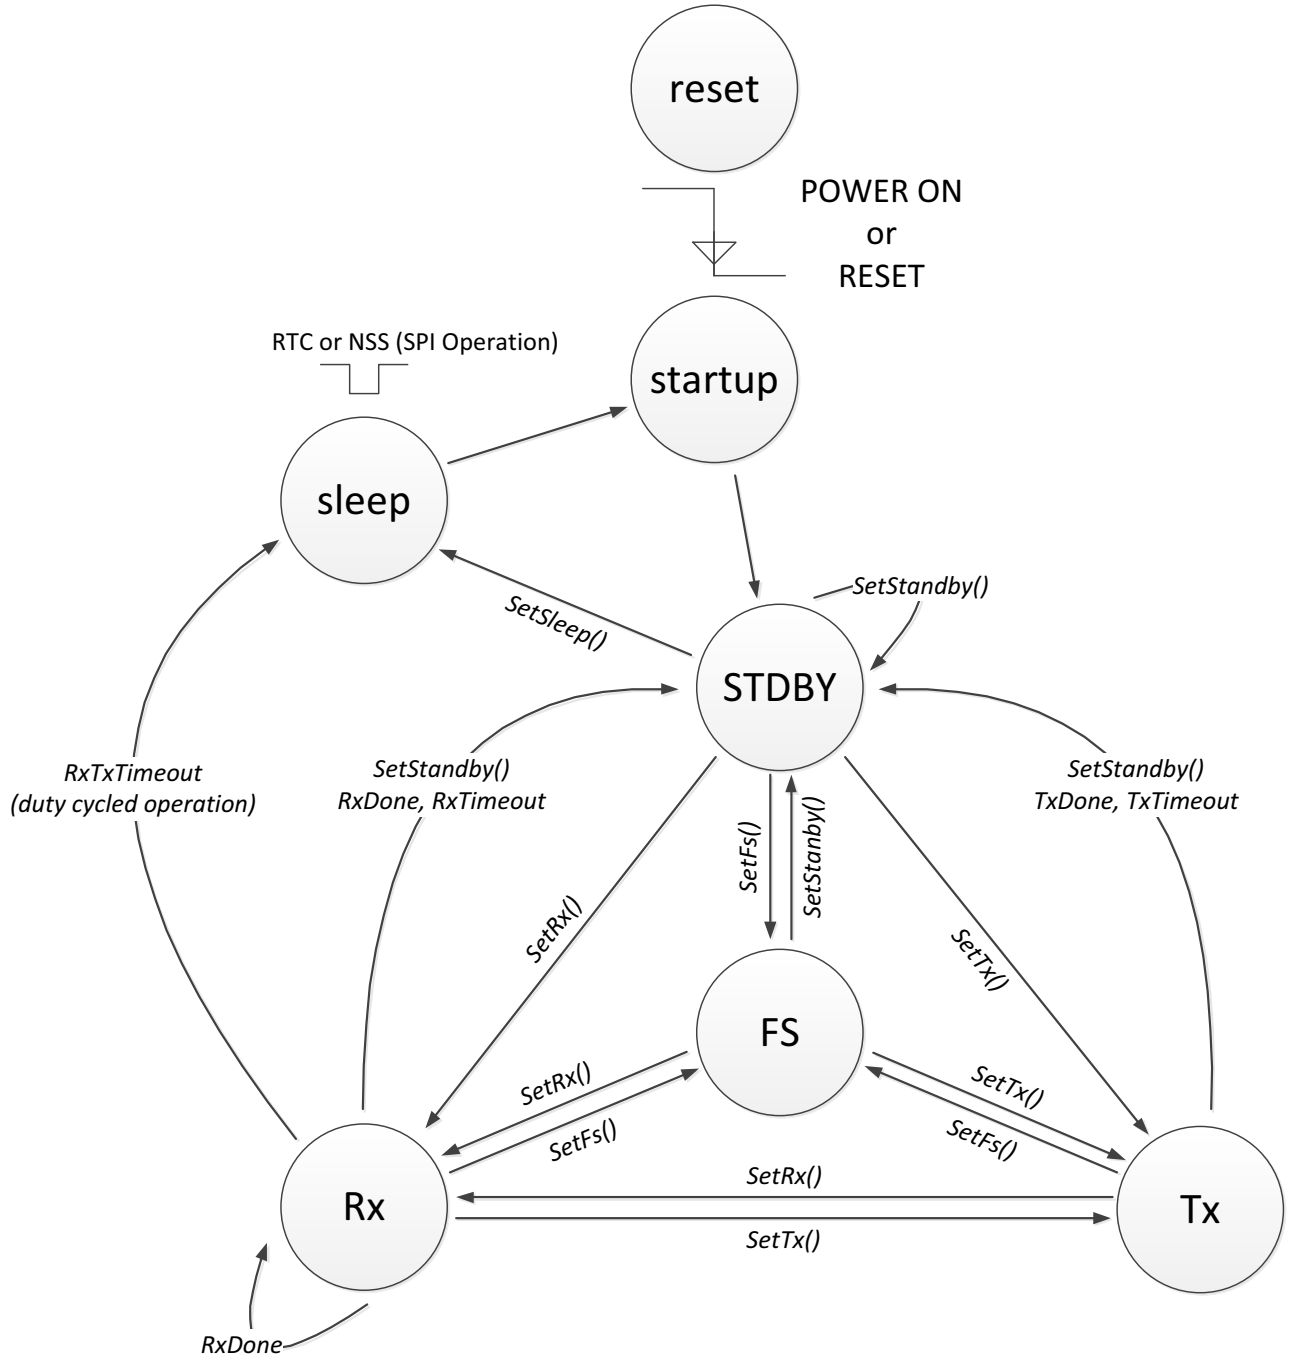 reset
POWER ON
or
RESET
RTC or NSS (SPI Operation)
startup
sleep
SetStandby()
SetSleep()
STDBY
RxTxTimeout
(duty cycled operation)
SetStandby()
RxDone, RxTimeout
SetStandby()
TxDone, TxTimeout
SetFs()
SetStanby()
SetRx()
SetTx()
FS
SetRx()
SetFs()
SetTx()
SetFs()
SetRx()
Rx
Tx
SetTx()
RxDone